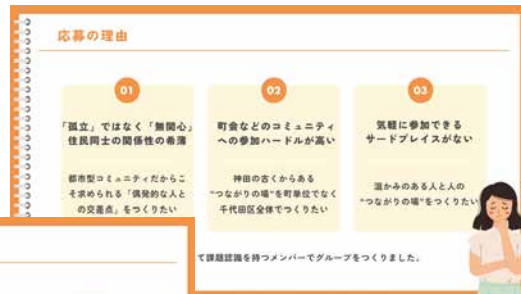 応募の理由
01
「孤立」ではなく「無関心」
住民同士の関係性の希薄
都市型コミュニティだからこ
そ求められる「偶発的な人と
の交差点」をつくりたい
02
町会などのコミュニティ
への参加ハードルが高い
神田の古くからある
“つながりの場”を町単位でなく
千代田区全体でつくりたい
03
気軽に参加できる
サードプレイスがない
温かみのある人と人の
“つながりの場”をつくりたい
て課題認識を持つメンバーでグループをつくりました。